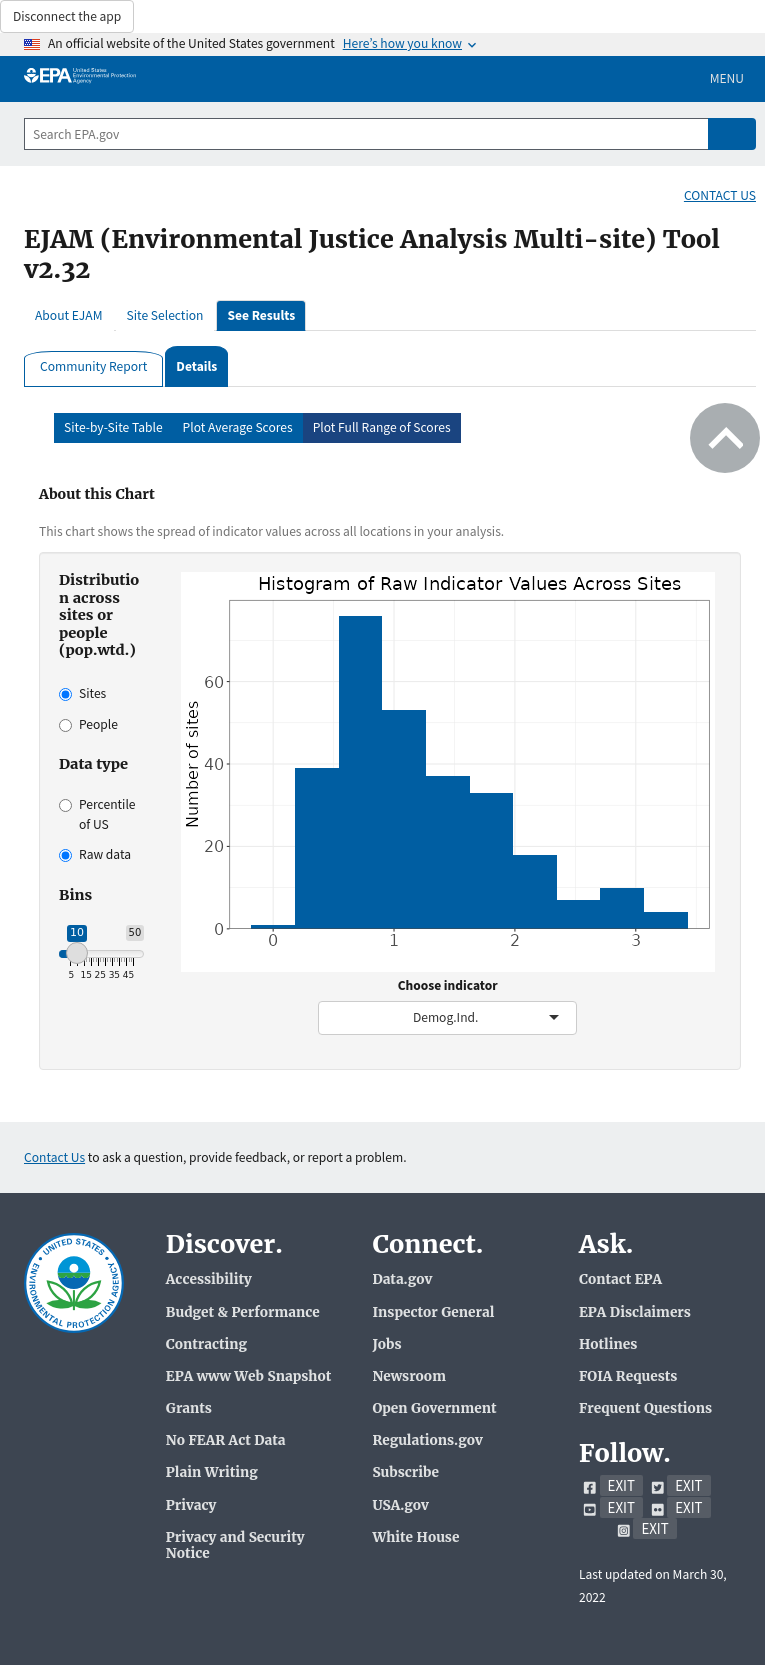 Disconnect the app
An official website of the United States government Here's how you know
EPA United States Environmental Protection Agency
MENU
Search EPA.gov
CONTACT US
EJAM (Environmental Justice Analysis Multi-site) Tool
v2.32
About EJAM Site Selection See Results
Community Report Details
Site-by-Site Table Plot Average Scores Plot Full Range of Scores
About this Chart
This chart shows the spread of indicator values across all locations in your analysis.
Distributio
n across
sites or
people
(pop.wtd.)
Sites
People
Data type
Percentile
of US
Raw data
Bins
10 50
5 15 25 35 45
Histogram of Raw Indicator Values Across Sites
Number of sites
60
40
20
0
0 1 2 3
Choose indicator
Demog.Ind.
Contact Us to ask a question, provide feedback, or report a problem.
UNITED STATES ENVIRONMENTAL PROTECTION AGENCY
Discover.
Accessibility
Budget & Performance
Contracting
EPA www Web Snapshot
Grants
No FEAR Act Data
Plain Writing
Privacy
Privacy and Security
Notice
Connect.
Data.gov
Inspector General
Jobs
Newsroom
Open Government
Regulations.gov
Subscribe
USA.gov
White House
Ask.
Contact EPA
EPA Disclaimers
Hotlines
FOIA Requests
Frequent Questions
Follow.
EXIT EXIT
EXIT EXIT
EXIT
Last updated on March 30,
2022